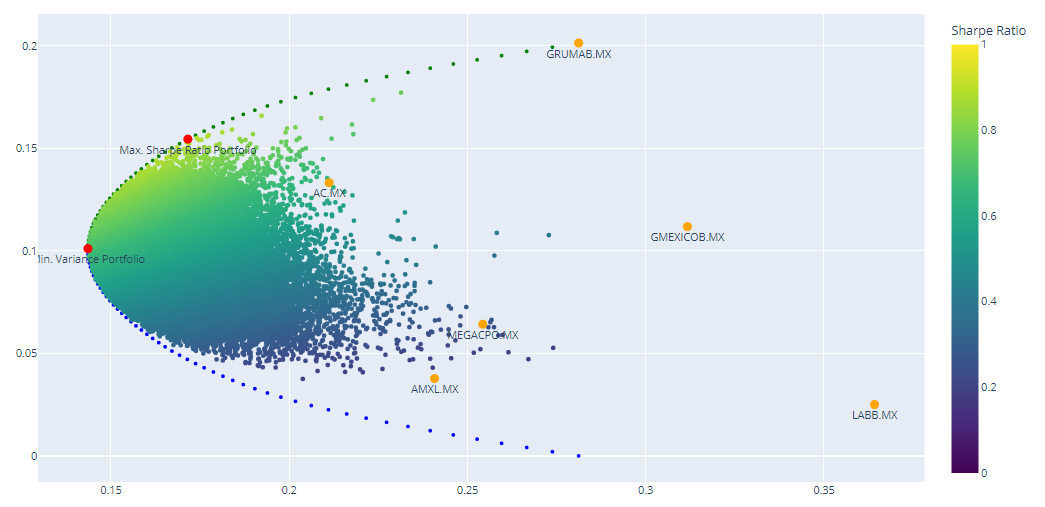 Sharpe Ratio
0.2
GRUMAB.MX
1
0.8
0.15
Max. Sharpe Ratio Portfolio
AC.MX
0.6
GMEXICOB.MX
0.1
Min. Variance Portfolio
0.4
MEGACPO.MX
0.05
AMXL.MX
0.2
LABB.MX
0
0
0.15
0.2
0.25
0.3
0.35